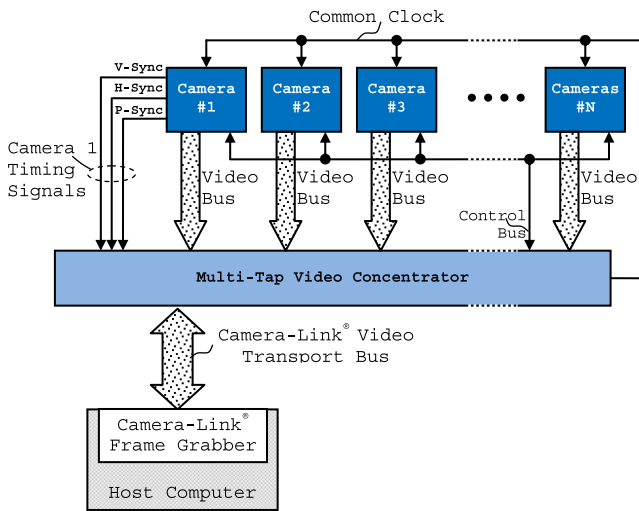 Common Clock
V-Sync
H-Sync
P-Sync
Camera
#1
Camera
#2
Camera
#3
Cameras
#N
Camera 1
Timing
Signals
Video
Bus
Video
Bus
Video
Bus
Control
Bus
Video
Bus
Multi-Tap Video Concentrator
Camera-Link® Video
Transport Bus
Camera-Link®
Frame Grabber
Host Computer